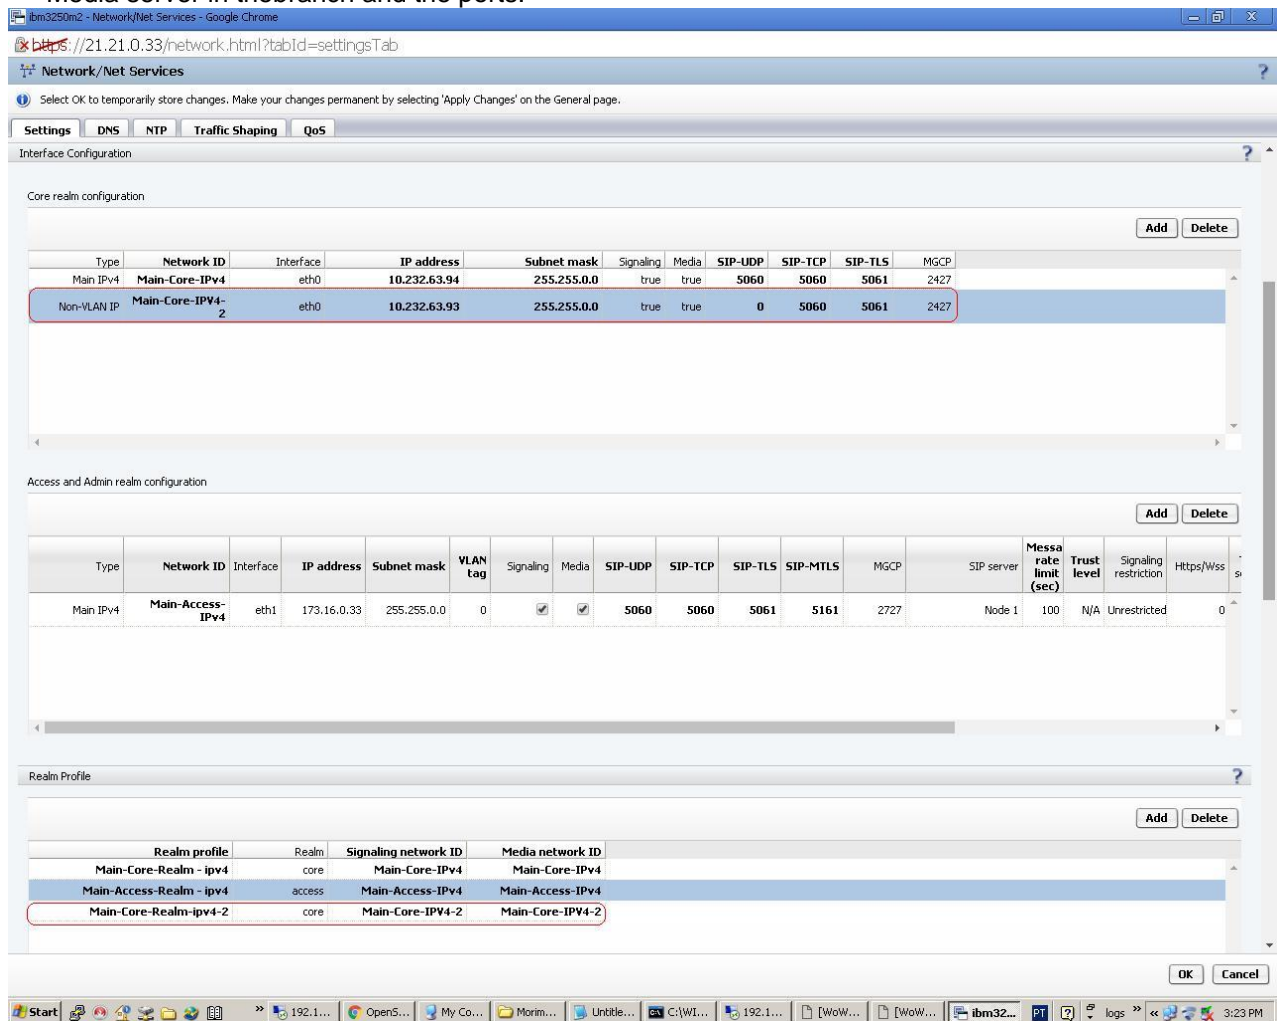 Media server in thebranch and the ports.
ibm3250m2 - Network/Net Services - Google Chrome
https://21.21.0.33/network.html?tabId=settingsTab
Network/Net Services
?
Select OK to temporarily store changes. Make your changes permanent by selecting 'Apply Changes' on the General page.
Settings DNS NTP Traffic Shaping QoS
Interface Configuration ?
Core realm configuration
Add Delete
Type Network ID Interface IP address Subnet mask Signaling Media SIP-UDP SIP-TCP SIP-TLS MGCP
Main IPv4 Main-Core-IPv4 eth0 10.232.63.94 255.255.0.0 true true 5060 5060 5061 2427
Non-VLAN IP Main-Core-IPV4-2 eth0 10.232.63.93 255.255.0.0 true true 0 5060 5061 2427
Access and Admin realm configuration
Add Delete
Type Network ID Interface IP address Subnet mask VLAN tag Signaling Media SIP-UDP SIP-TCP SIP-TLS SIP-MTLS MGCP SIP server Messa rate limit (sec) Trust level Signaling restriction Https/Wss
Main IPv4 Main-Access-IPv4 eth1 173.16.0.33 255.255.0.0 0 5060 5060 5061 5161 2727 Node 1 100 N/A Unrestricted 0
Realm Profile ?
Add Delete
Realm profile Realm Signaling network ID Media network ID
Main-Core-Realm - ipv4 core Main-Core-IPv4 Main-Core-IPv4
Main-Access-Realm - ipv4 access Main-Access-IPv4 Main-Access-IPv4
Main-Core-Realm-ipv4-2 core Main-Core-IPV4-2 Main-Core-IPV4-2
OK Cancel
Start » 192.1... OpenS... My Co... Morim... Untitle... C:\WI... 192.1... [WoW... [WoW... ibm32... PT logs » « 3:23 PM